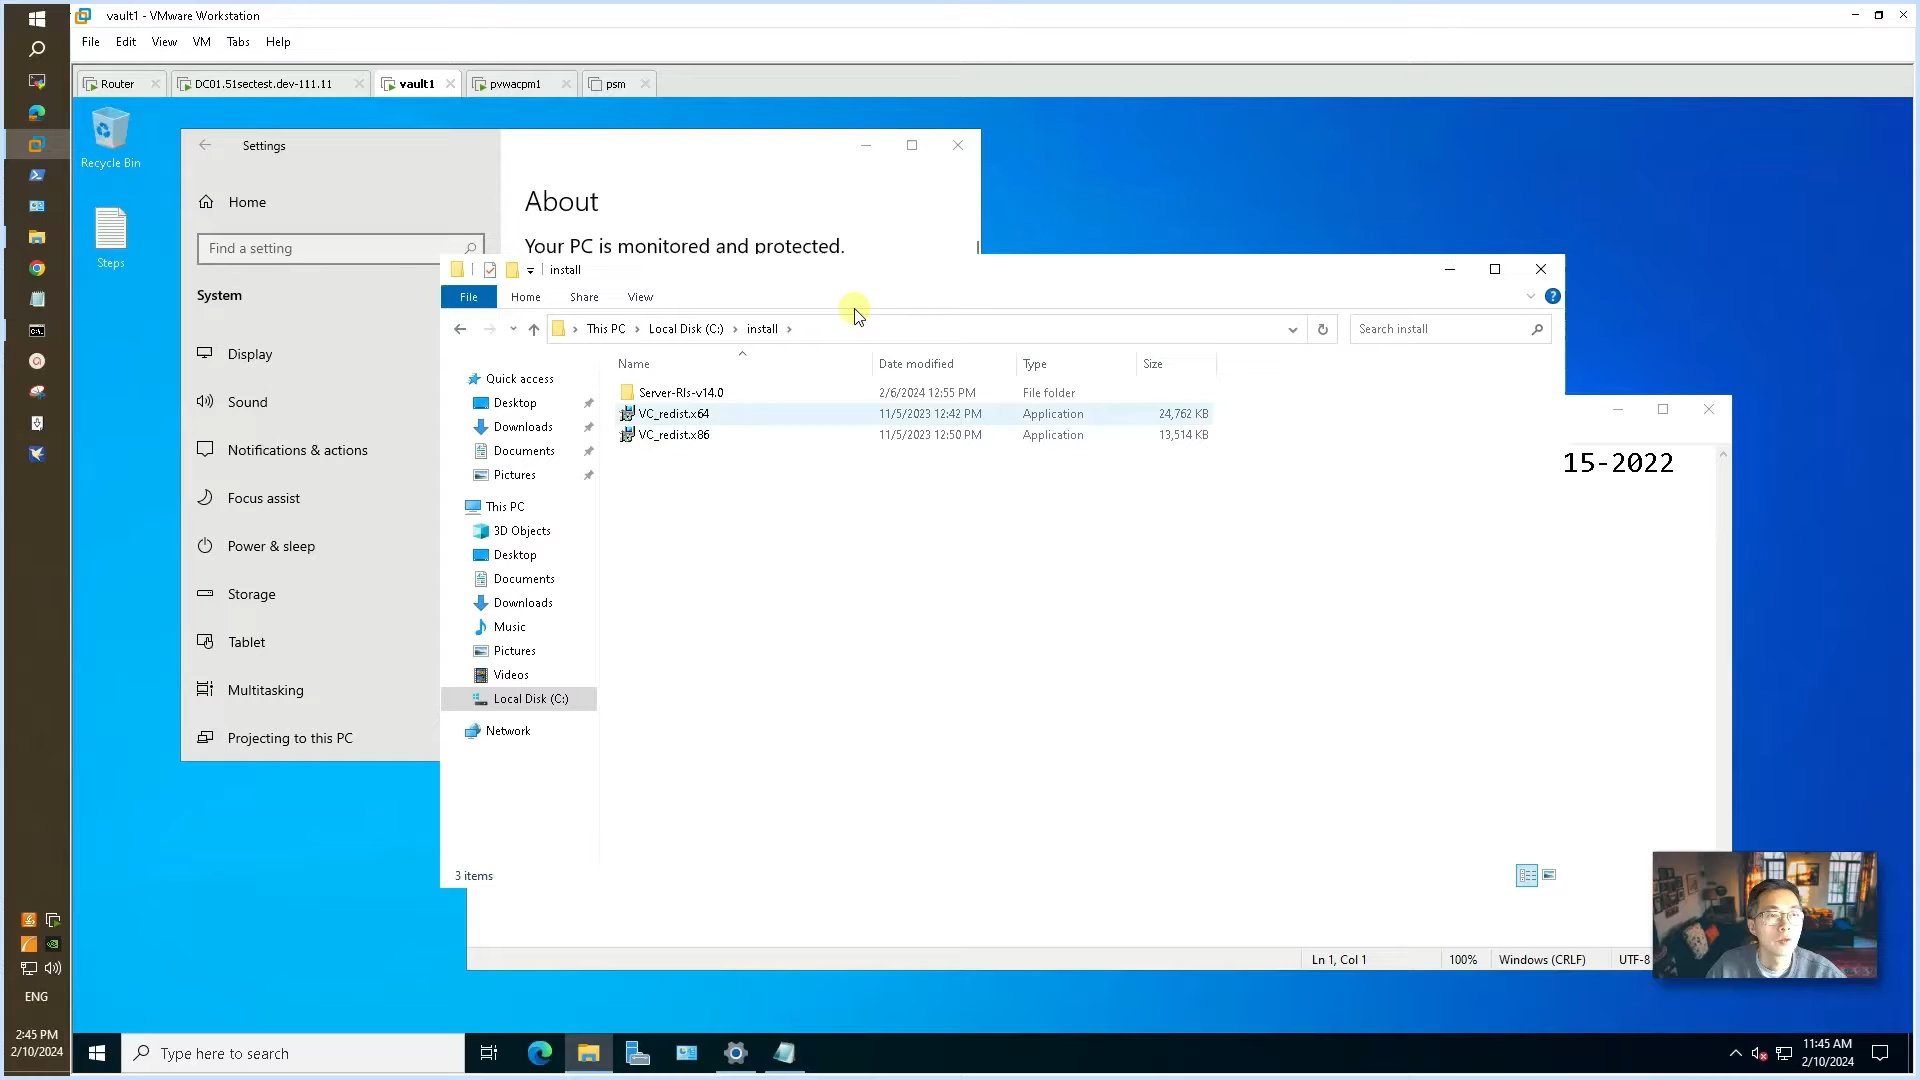 vault1 - VMware Workstation
File Edit View VM Tabs Help
Router DC01.51sectest.dev-111.11 vault1 pvwacpm1 psm
Recycle Bin
Steps
Settings
Home
Find a setting
System
Display
Sound
Notifications & actions
Focus assist
Power & sleep
Storage
Tablet
Multitasking
Projecting to this PC
About
Your PC is monitored and protected.
install
File Home Share View
This PC Local Disk (C:) install
Search install
Name Date modified Type Size
Server-Rls-v14.0 2/6/2024 12:55 PM File folder
VC_redist.x64 11/5/2023 12:42 PM Application 24,762 KB
VC_redist.x86 11/5/2023 12:50 PM Application 13,514 KB
Quick access
Desktop
Downloads
Documents
Pictures
This PC
3D Objects
Desktop
Documents
Downloads
Music
Pictures
Videos
Local Disk (C:)
Network
3 items
15-2022
Ln 1, Col 1 100% Windows (CRLF) UTF-8
ENG
2:45 PM
2/10/2024
Type here to search
11:45 AM
2/10/2024